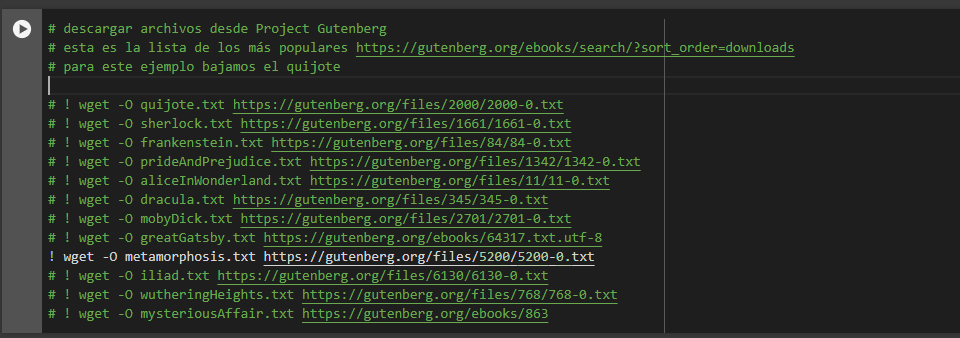 # descargar archivos desde Project Gutenberg
# esta es la lista de los más populares https://gutenberg.org/ebooks/search/?sort_order=downloads
# para este ejemplo bajamos el quijote
# ! wget -O quijote.txt https://gutenberg.org/files/2000/2000-0.txt
# ! wget -O sherlock.txt https://gutenberg.org/files/1661/1661-0.txt
# ! wget -O frankenstein.txt https://gutenberg.org/files/84/84-0.txt
# ! wget -O prideAndPrejudice.txt https://gutenberg.org/files/1342/1342-0.txt
# ! wget -O aliceInWonderland.txt https://gutenberg.org/files/11/11-0.txt
# ! wget -O dracula.txt https://gutenberg.org/files/345/345-0.txt
# ! wget -O mobyDick.txt https://gutenberg.org/files/2701/2701-0.txt
# ! wget -O greatGatsby.txt https://gutenberg.org/ebooks/64317.txt.utf-8
! wget -O metamorphosis.txt https://gutenberg.org/files/5200/5200-0.txt
# ! wget -O iliad.txt https://gutenberg.org/files/6130/6130-0.txt
# ! wget -O wutheringHeights.txt https://gutenberg.org/files/768/768-0.txt
# ! wget -O mysteriousAffair.txt https://gutenberg.org/ebooks/863